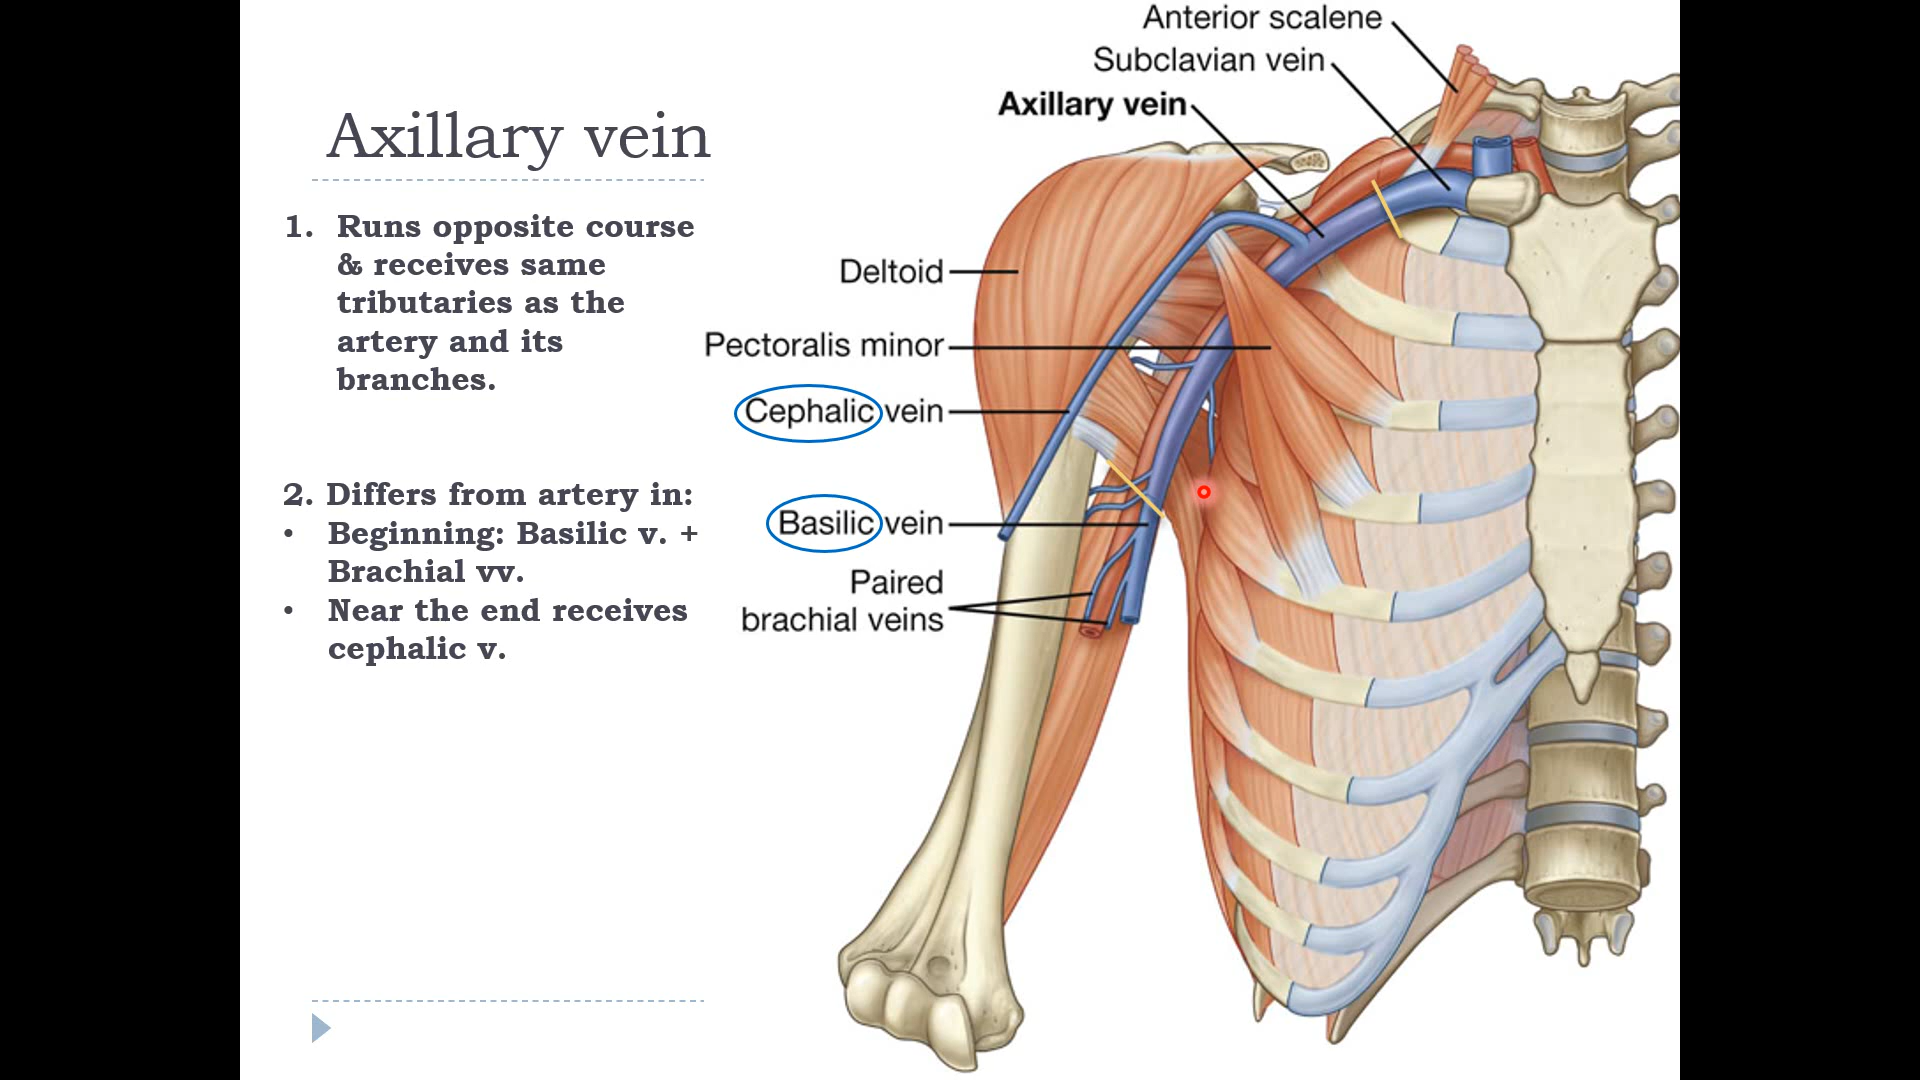 Axillary vein
1. Runs opposite course
& receives same
tributaries as the
artery and its
branches.
2. Differs from artery in:
• Beginning: Basilic v. +
Brachial vv.
• Near the end receives
cephalic v.
Anterior scalene
Subclavian vein
Axillary vein
Deltoid
Pectoralis minor
Cephalic vein
Basilic vein
Paired
brachial veins